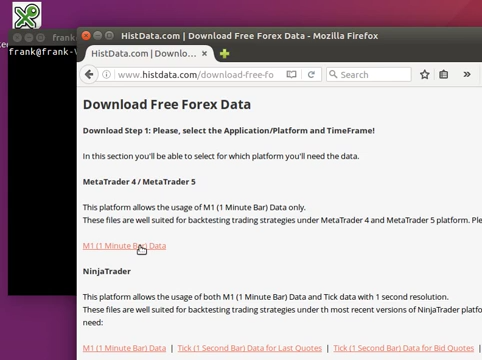 HistData.com | Download Free Forex Data - Mozilla Firefox
frank@frank-
HistData.com | Downlo...
www.histdata.com/download-free-fo
Search
Download Free Forex Data
Download Step 1: Please, select the Application/Platform and TimeFrame!
In this section you'll be able to select for which platform you'll need the data.
MetaTrader 4 / MetaTrader 5
This platform allows the usage of M1 (1 Minute Bar) Data only.
These files are well suited for backtesting trading strategies under MetaTrader 4 and MetaTrader 5 platform. Ple
M1 (1 Minute Bar) Data
NinjaTrader
This platform allows the usage of both M1 (1 Minute Bar) Data and Tick data with 1 second resolution.
These files are well suited for backtesting trading strategies under th most recent versions of NinjaTrader platfo
need:
M1 (1 Minute Bar) Data | Tick (1 Second Bar) Data for Last Quotes | Tick (1 Second Bar) Data for Bid Quotes |